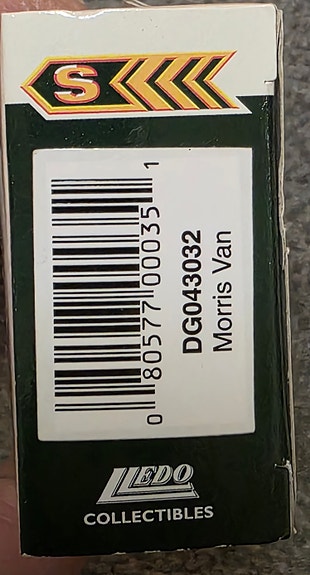 S
0 80577 00035 1
DG043032
Morris Van
LLEDO
COLLECTIBLES